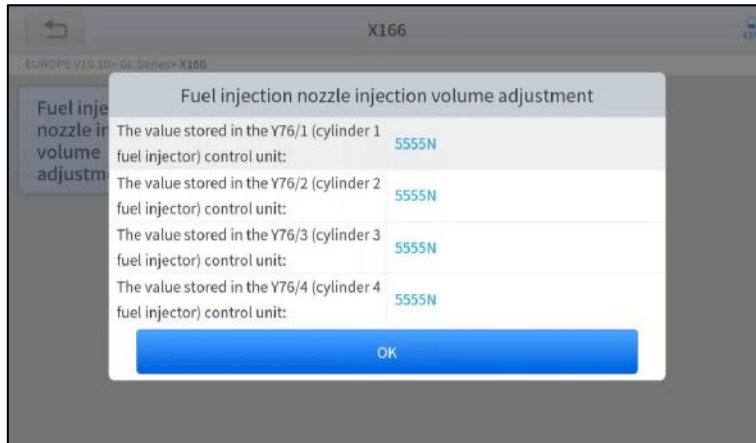 X166
EUROPE V10.10> GL Series> X166
Fuel inje
nozzle in
volume
adjustm
Fuel injection nozzle injection volume adjustment
The value stored in the Y76/1 (cylinder 1
fuel injector) control unit:
5555N
The value stored in the Y76/2 (cylinder 2
fuel injector) control unit:
5555N
The value stored in the Y76/3 (cylinder 3
fuel injector) control unit:
5555N
The value stored in the Y76/4 (cylinder 4
fuel injector) control unit:
5555N
OK